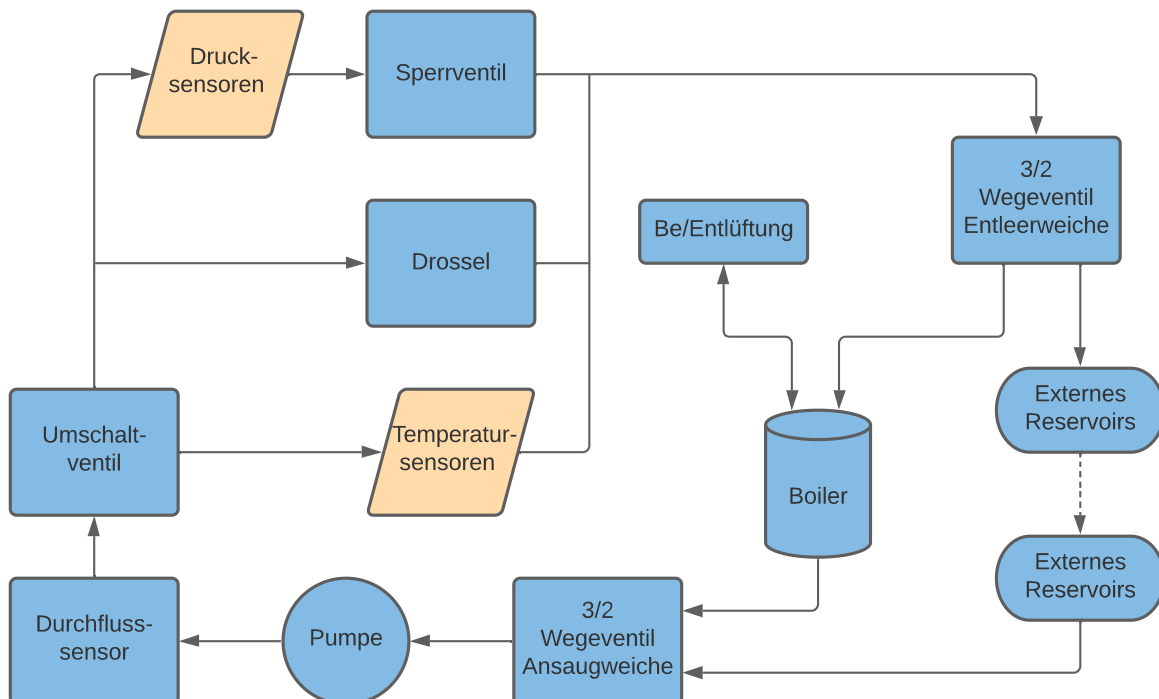 Druck-
sensoren
Sperrventil
3/2
Wegeventil
Entleerweiche
Be/Entlüftung
Drossel
Externes
Reservoirs
Umschalt-
ventil
Temperatur-
sensoren
Boiler
Externes
Reservoirs
Durchfluss-
sensor
Pumpe
3/2
Wegeventil
Ansaugweiche